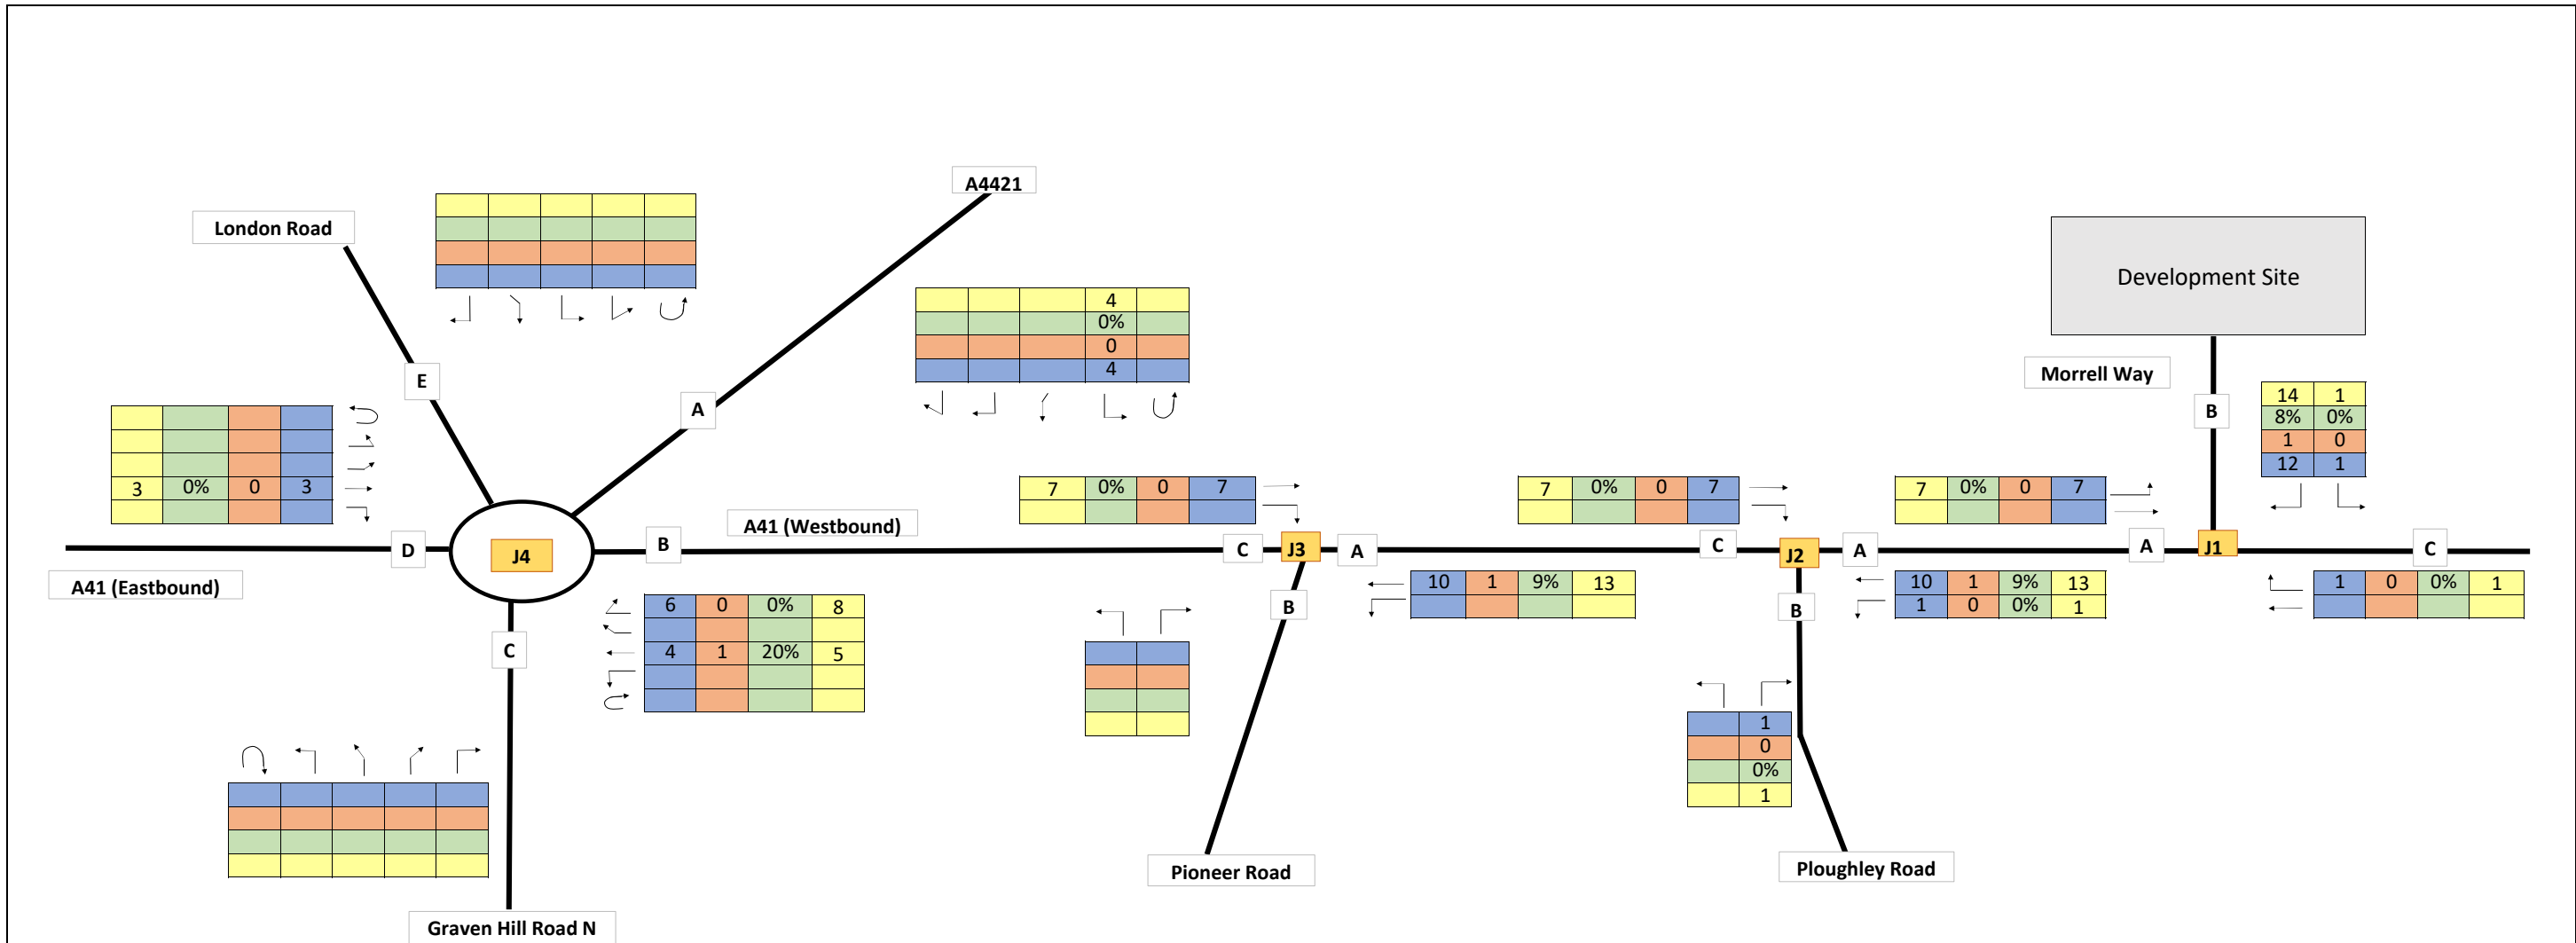 A4421
London Road
4
0%
0
4
Development Site
Morrell Way
E
A
B
14 1
8% 0%
1 0
12 1
3 0% 0 3
7 0% 0 7
7 0% 0 7
7 0% 0 7
A41 (Westbound)
D
J4
B
C
J3
A
C
J2
A
A
J1
C
A41 (Eastbound)
10 1 9% 13
10 1 9% 13
1 0 0% 1
1 0 0% 1
6 0 0% 8
4 1 20% 5
C
B
B
1
0
0%
1
Pioneer Road
Ploughley Road
Graven Hill Road N